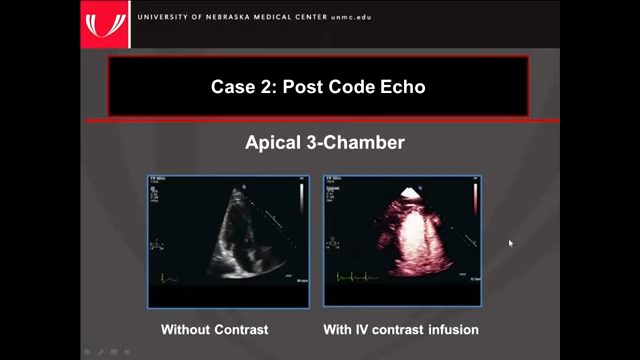 UNIVERSITY OF NEBRASKA MEDICAL CENTER unmc.edu
Case 2: Post Code Echo
Apical 3-Chamber
Without Contrast
With IV contrast infusion